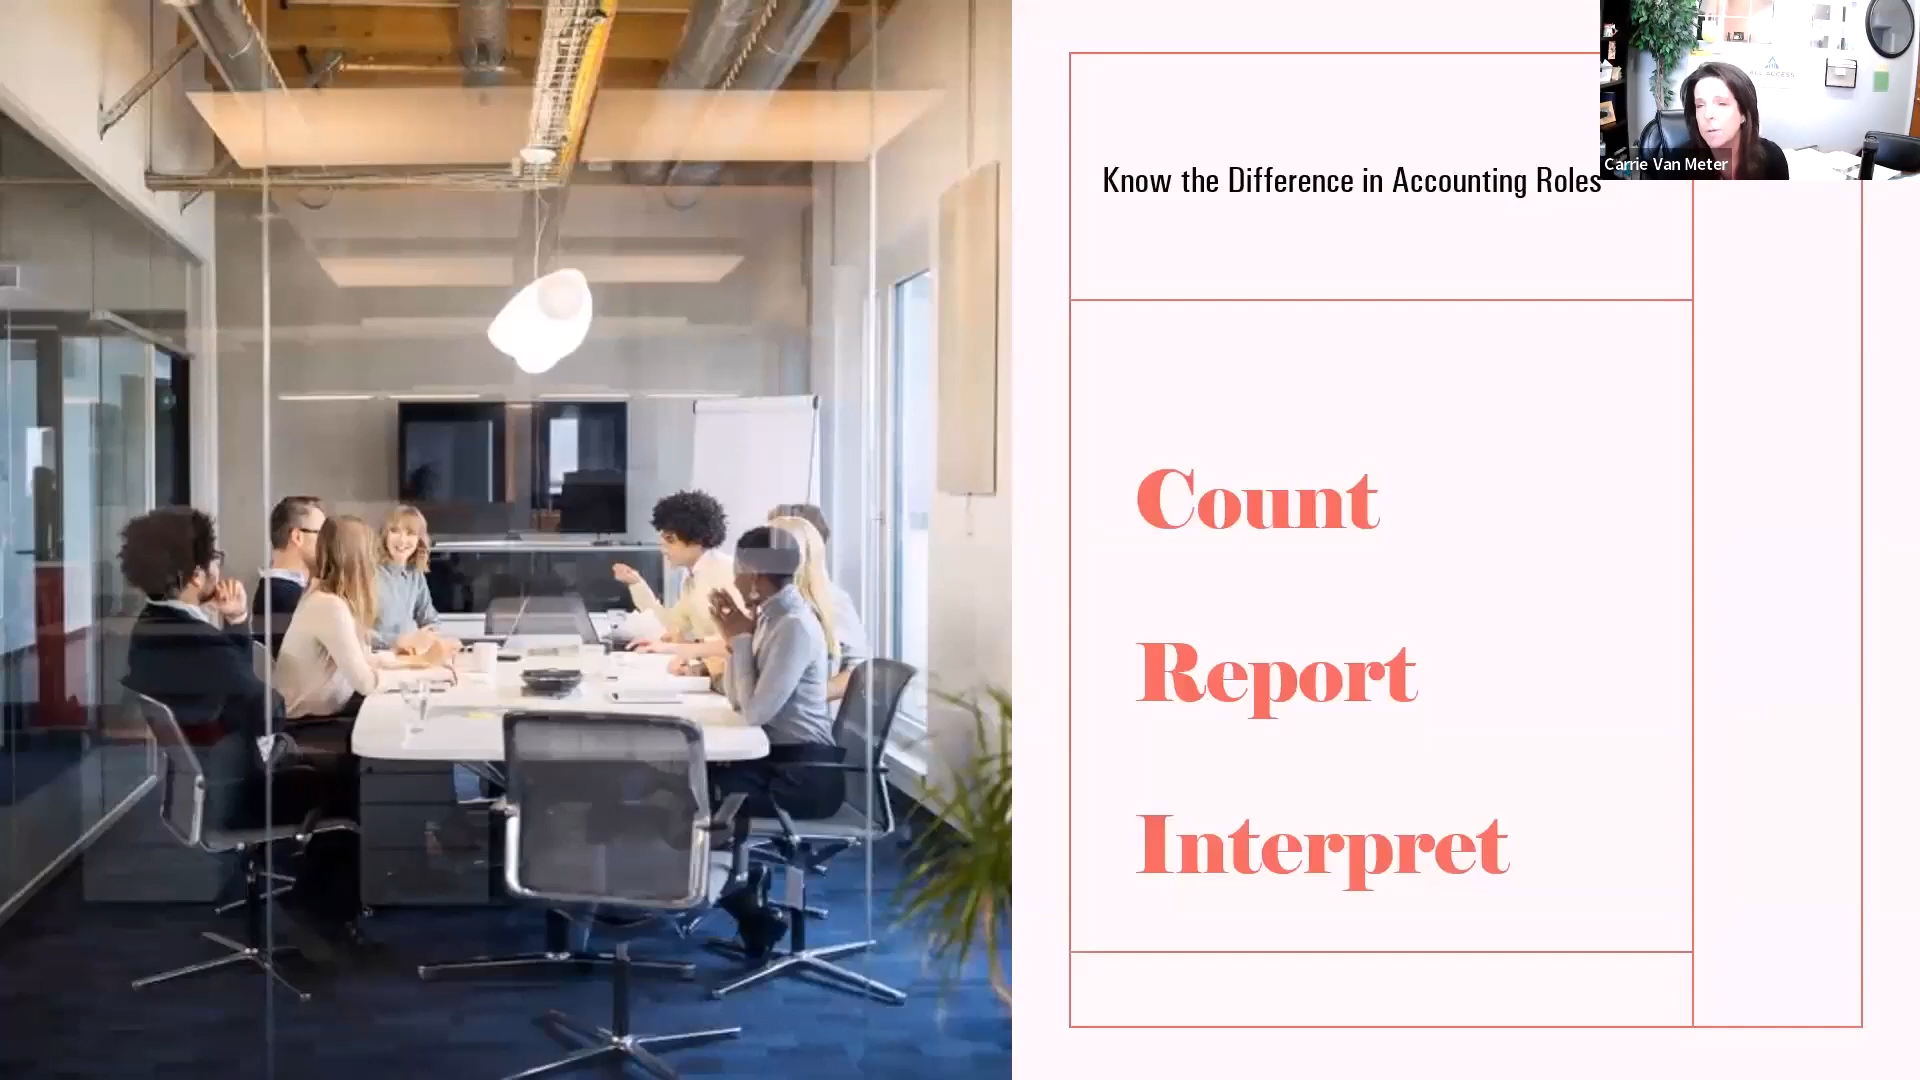 Know the Difference in Accounting Roles
Carrie Van Meter
Count
Report
Interpret